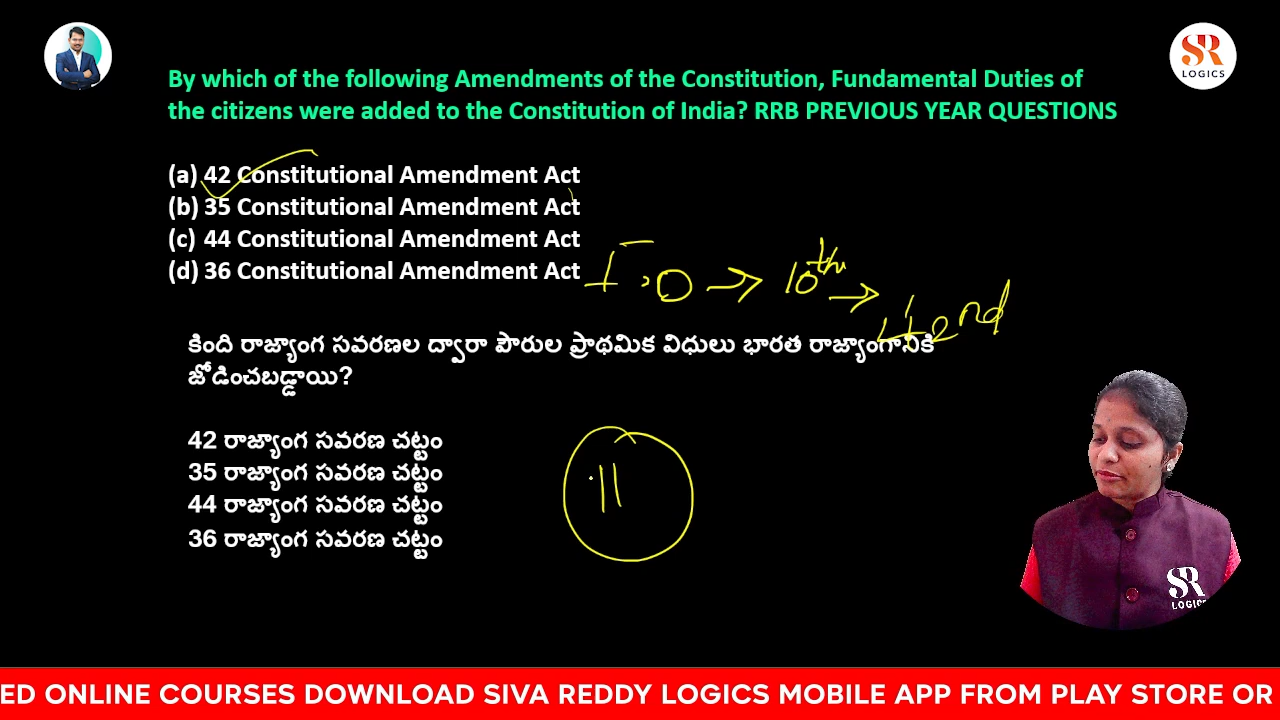 SR
LOGICS
By which of the following Amendments of the Constitution, Fundamental Duties of
the citizens were added to the Constitution of India? RRB PREVIOUS YEAR QUESTIONS
(a) 42 Constitutional Amendment Act
(b) 35 Constitutional Amendment Act
(c) 44 Constitutional Amendment Act
(d) 36 Constitutional Amendment Act
10th
42nd
కింది రాజ్యాంగ సవరణల ద్వారా పౌరుల ప్రాథమిక విధులు భారత రాజ్యాంగానికి
జోడించబడ్డాయి?
42 రాజ్యాంగ సవరణ చట్టం
35 రాజ్యాంగ సవరణ చట్టం
44 రాజ్యాంగ సవరణ చట్టం
36 రాజ్యాంగ సవరణ చట్టం
11
SR
LOGICS
ED ONLINE COURSES DOWNLOAD SIVA REDDY LOGICS MOBILE APP FROM PLAY STORE OR